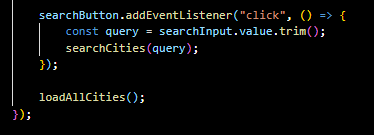 searchButton.addEventListener("click", () => {
    const query = searchInput.value.trim();
    searchCities(query);
});

loadAllCities();
});